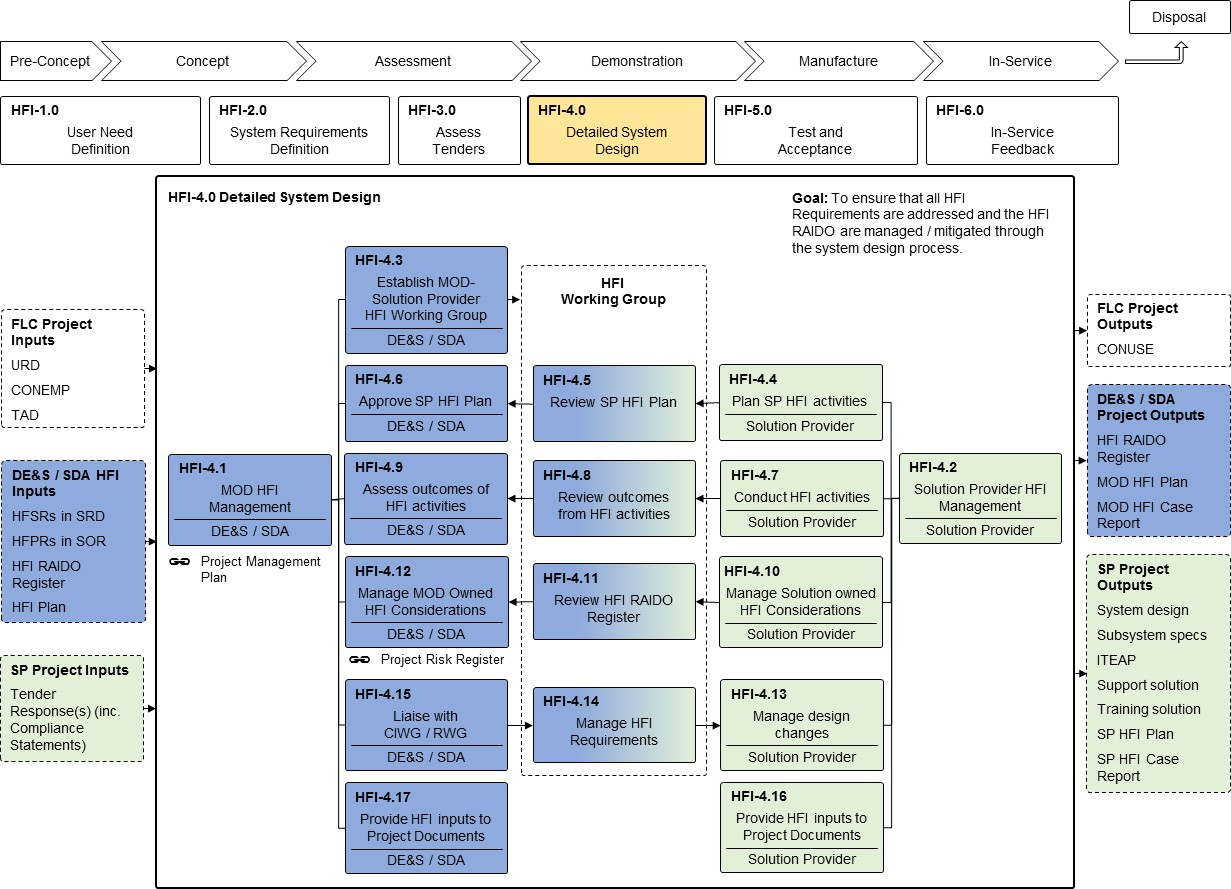 Disposal
Pre-Concept
Concept
Assessment
Demonstration
Manufacture
In-Service
HFI-1.0
User Need
Definition
HFI-2.0
System Requirements
Definition
HFI-3.0
Assess
Tenders
HFI-4.0
Detailed System
Design
HFI-5.0
Test and
Acceptance
HFI-6.0
In-Service
Feedback
HFI-4.0 Detailed System Design
Goal: To ensure that all HFI
Requirements are addressed and the HFI
RAIDO are managed / mitigated through
the system design process.
FLC Project
Inputs
URD
CONEMP
TAD
DE&S / SDA HFI
Inputs
HFSRs in SRD
HFPRs in SOR
HFI RAIDO
Register
HFI Plan
SP Project Inputs
Tender
Response(s) (inc.
Compliance
Statements)
HFI-4.1
MOD HFI
Management
DE&S / SDA
Project Management
Plan
HFI-4.3
Establish MOD-
Solution Provider
HFI Working Group
DE&S / SDA
HFI-4.6
Approve SP HFI Plan
DE&S / SDA
HFI-4.9
Assess outcomes of
HFI activities
DE&S / SDA
HFI-4.12
Manage MOD Owned
HFI Considerations
DE&S / SDA
Project Risk Register
HFI-4.15
Liaise with
CIWG / RWG
DE&S / SDA
HFI-4.17
Provide HFI inputs to
Project Documents
DE&S / SDA
HFI
Working Group
HFI-4.5
Review SP HFI Plan
HFI-4.8
Review outcomes
from HFI activities
HFI-4.11
Review HFI RAIDO
Register
HFI-4.14
Manage HFI
Requirements
HFI-4.4
Plan SP HFI activities
Solution Provider
HFI-4.7
Conduct HFI activities
Solution Provider
HFI-4.10
Manage Solution owned
HFI Considerations
Solution Provider
HFI-4.13
Manage design
changes
Solution Provider
HFI-4.16
Provide HFI inputs to
Project Documents
Solution Provider
HFI-4.2
Solution Provider HFI
Management
Solution Provider
FLC Project
Outputs
CONUSE
DE&S / SDA
Project Outputs
HFI RAIDO
Register
MOD HFI Plan
MOD HFI Case
Report
SP Project
Outputs
System design
Subsystem specs
ITEAP
Support solution
Training solution
SP HFI Plan
SP HFI Case
Report